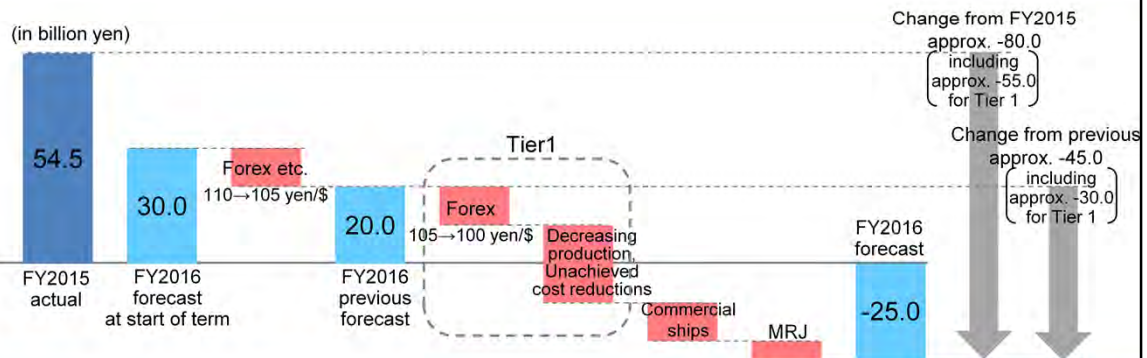 (in billion yen)
54.5
FY2015
actual
30.0
FY2016
forecast
at start of term
Forex etc.
110→105 yen/$
20.0
FY2016
previous
forecast
Tier1
Forex
105→100 yen/$
Decreasing
production,
Unachieved
cost reductions
Commercial
ships
MRJ
FY2016
forecast
-25.0
Change from FY2015
approx. -80.0
including
approx. -55.0
for Tier 1
Change from previous
approx. -45.0
including
approx. -30.0
for Tier 1